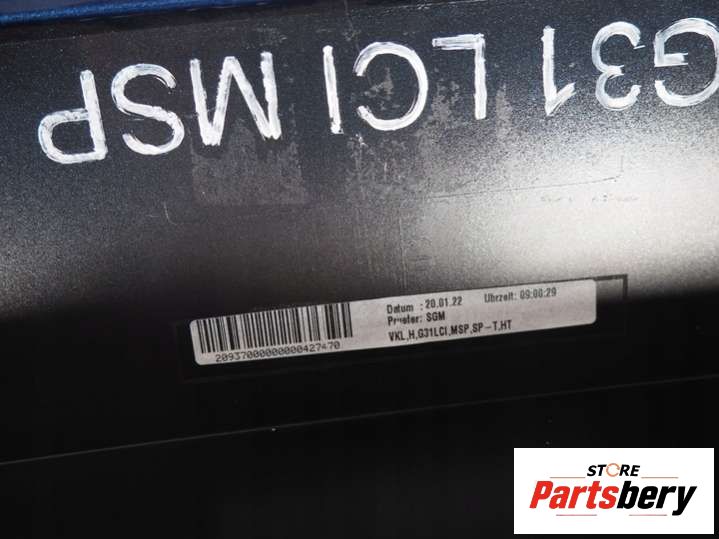 G31 LCI MSP
Datum : 20.01.22 Uhrzeit: 09:00:29
Pruefer: SGM
VKL,H,G31LCI,MSP,SP-T,HT
20937000000000427470
STORE
Partsbery